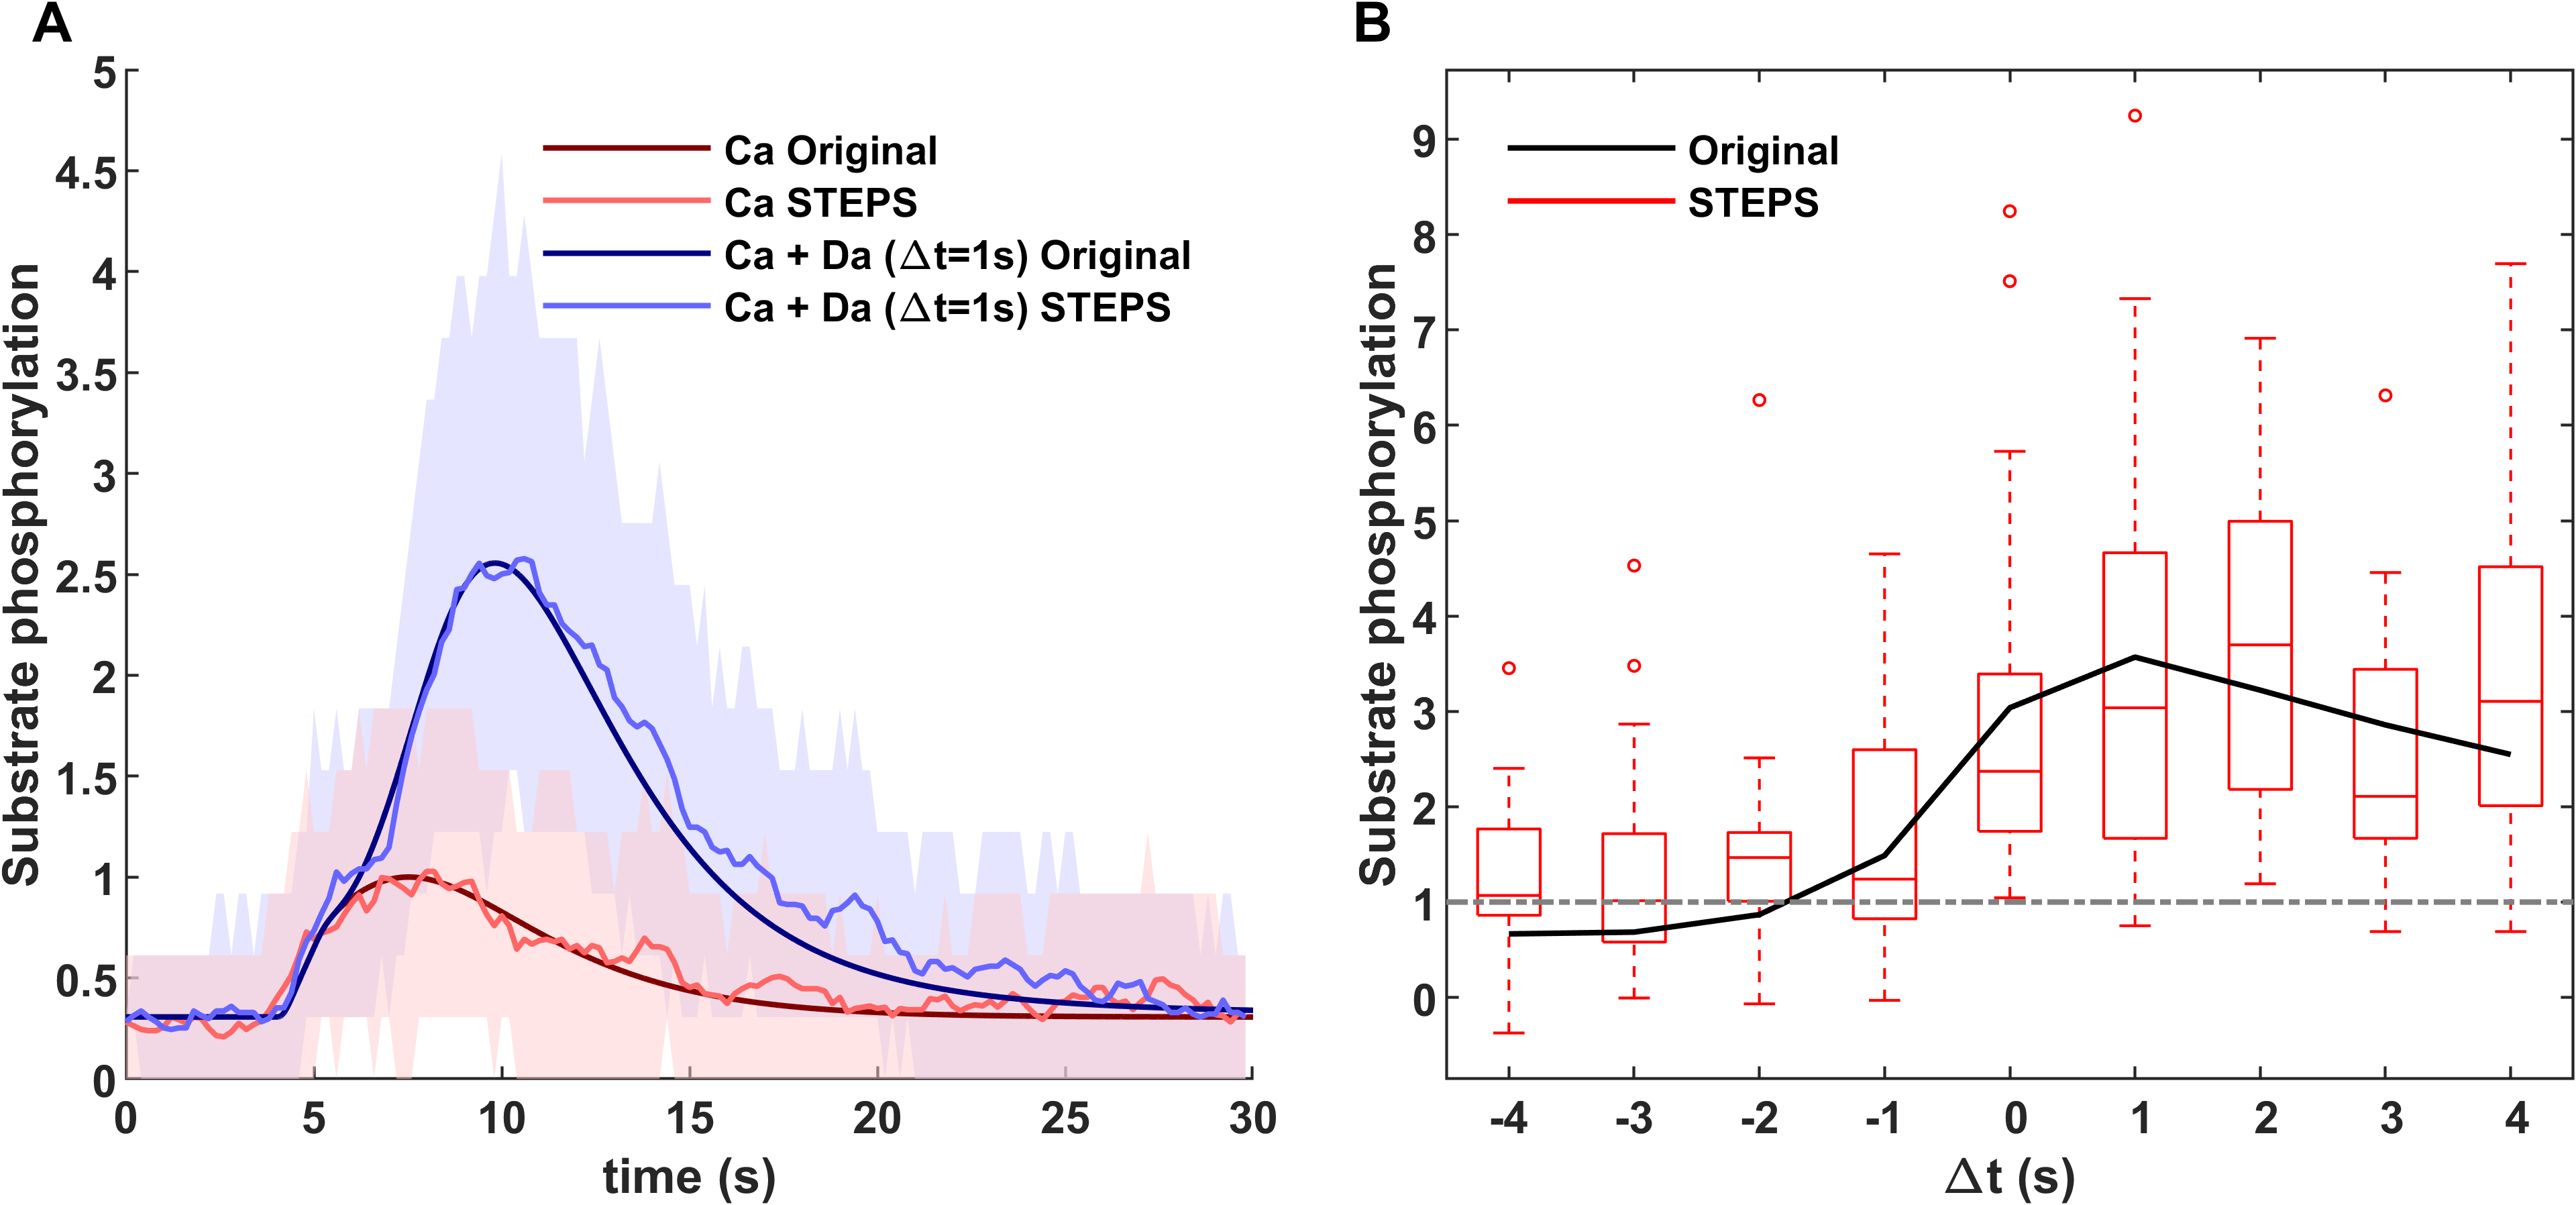 A
Substrate phosphorylation
5
4.5
4
3.5
3
2.5
2
1.5
1
0.5
0
Ca Original
Ca STEPS
Ca + Da (Δt=1s) Original
Ca + Da (Δt=1s) STEPS
0 5 10 15 20 25 30
time (s)
B
Substrate phosphorylation
9
8
7
6
5
4
3
2
1
0
Original
STEPS
-4 -3 -2 -1 0 1 2 3 4
Δt (s)